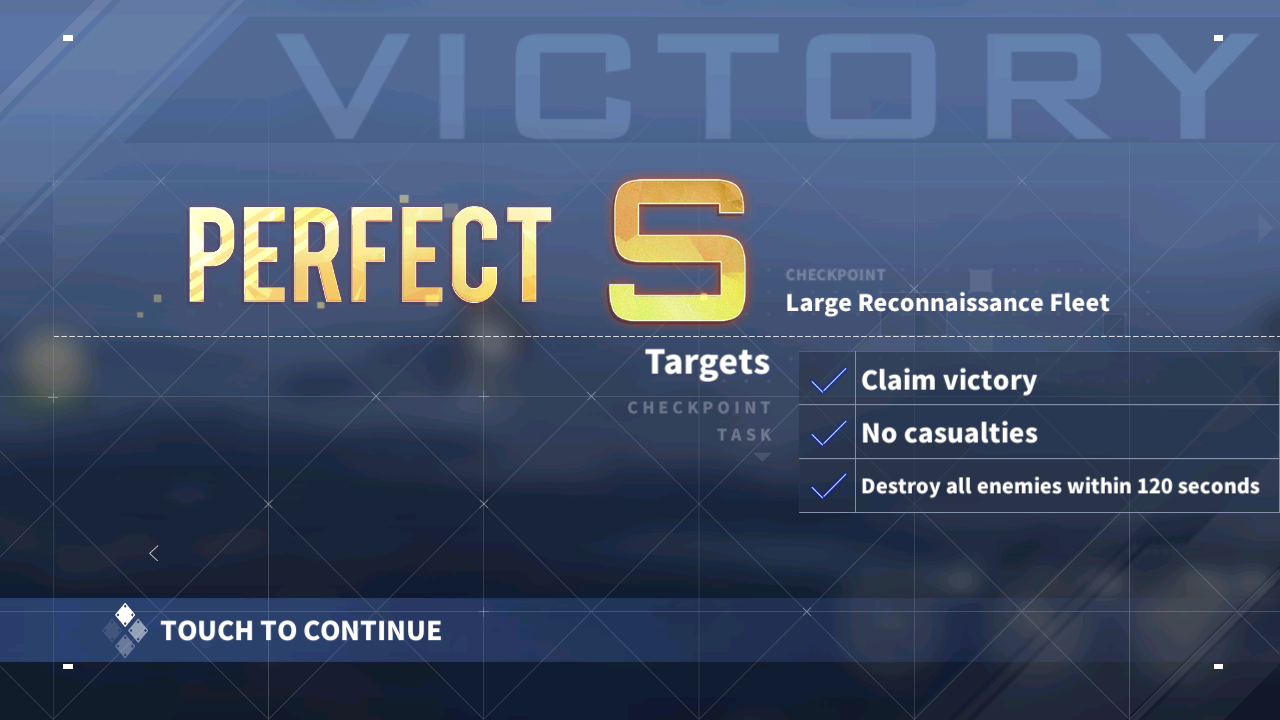 VICTORY
PERFECT S
CHECKPOINT
Large Reconnaissance Fleet
Targets
CHECKPOINT
TASK
Claim victory
No casualties
Destroy all enemies within 120 seconds
TOUCH TO CONTINUE